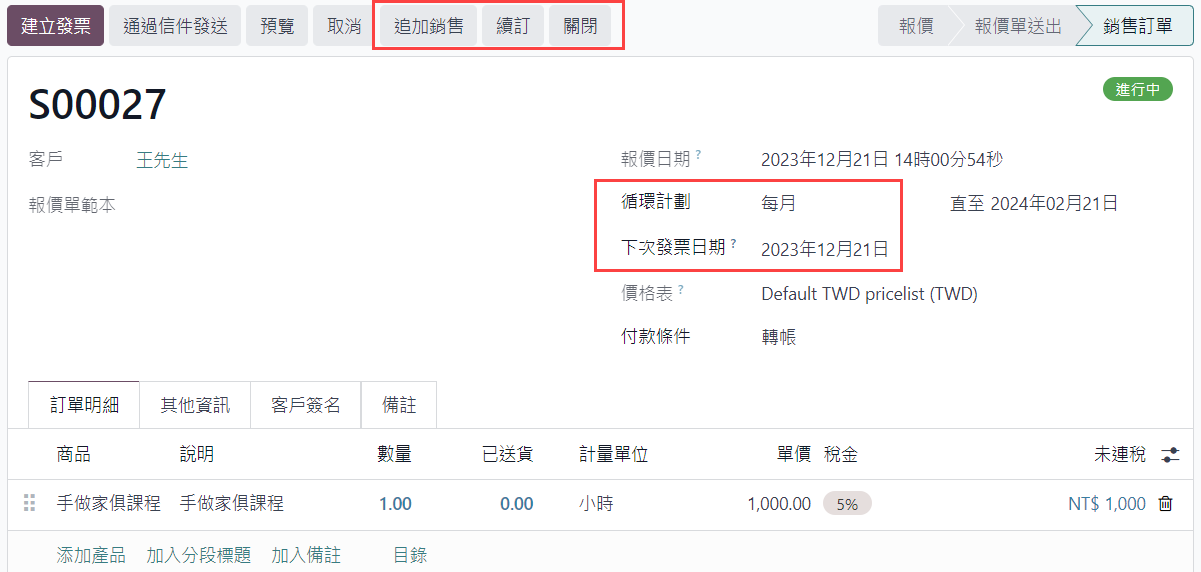 建立發票 通過信件發送 預覽 取消 追加銷售 續訂 關閉 報價 報價單送出 銷售訂單
進行中
S00027
客戶 王先生 報價日期 ? 2023年12月21日 14時00分54秒
報價單範本 循環計劃 每月 直至 2024年02月21日
下次發票日期 ? 2023年12月21日
價格表 ? Default TWD pricelist (TWD)
付款條件 轉帳
訂單明細 其他資訊 客戶簽名 備註
商品 說明 數量 已送貨 計量單位 單價 稅金 未連稅
手做家俱課程 手做家俱課程 1.00 0.00 小時 1,000.00 5% NT$ 1,000
添加產品 加入分段標題 加入備註 目錄